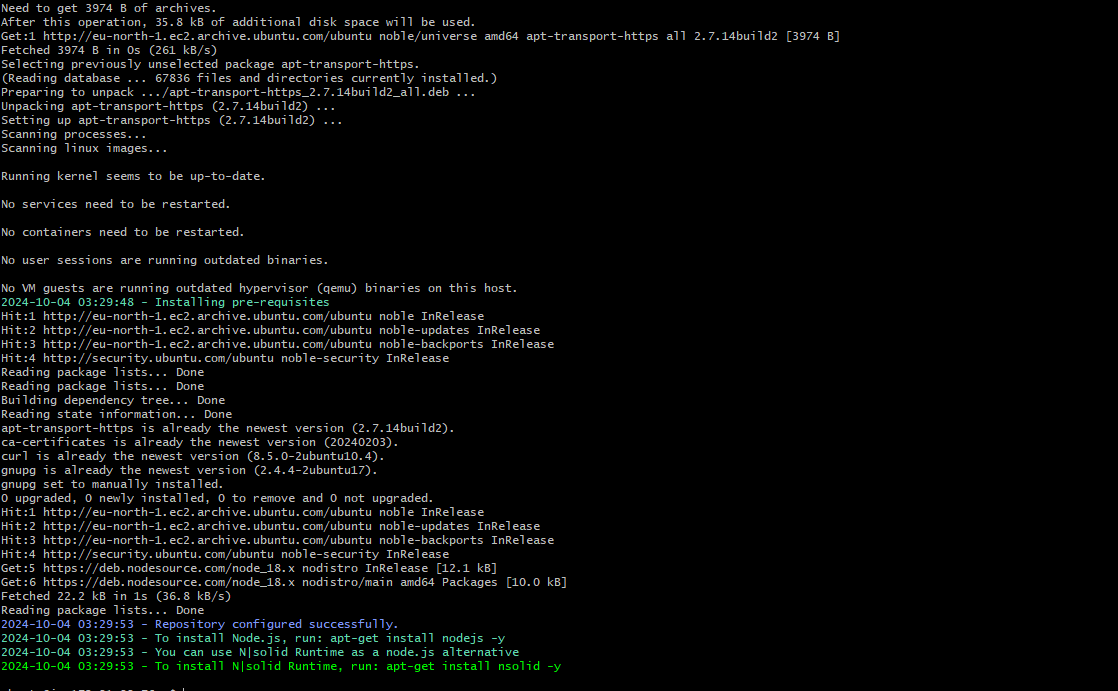 Need to get 3974 B of archives.
After this operation, 35.8 kB of additional disk space will be used.
Get:1 http://eu-north-1.ec2.archive.ubuntu.com/ubuntu noble/universe amd64 apt-transport-https all 2.7.14build2 [3974 B]
Fetched 3974 B in 0s (261 kB/s)
Selecting previously unselected package apt-transport-https.
(Reading database ... 67836 files and directories currently installed.)
Preparing to unpack .../apt-transport-https_2.7.14build2_all.deb ...
Unpacking apt-transport-https (2.7.14build2) ...
Setting up apt-transport-https (2.7.14build2) ...
Scanning processes...
Scanning linux images...
Running kernel seems to be up-to-date.
No services need to be restarted.
No containers need to be restarted.
No user sessions are running outdated binaries.
No VM guests are running outdated hypervisor (qemu) binaries on this host.
2024-10-04 03:29:48 - Installing pre-requisites
Hit:1 http://eu-north-1.ec2.archive.ubuntu.com/ubuntu noble InRelease
Hit:2 http://eu-north-1.ec2.archive.ubuntu.com/ubuntu noble-updates InRelease
Hit:3 http://eu-north-1.ec2.archive.ubuntu.com/ubuntu noble-backports InRelease
Hit:4 http://security.ubuntu.com/ubuntu noble-security InRelease
Reading package lists... Done
Reading package lists... Done
Building dependency tree... Done
Reading state information... Done
apt-transport-https is already the newest version (2.7.14build2).
ca-certificates is already the newest version (20240203).
curl is already the newest version (8.5.0-2ubuntu10.4).
gnupg is already the newest version (2.4.4-2ubuntu17).
gnupg set to manually installed.
0 upgraded, 0 newly installed, 0 to remove and 0 not upgraded.
Hit:1 http://eu-north-1.ec2.archive.ubuntu.com/ubuntu noble InRelease
Hit:2 http://eu-north-1.ec2.archive.ubuntu.com/ubuntu noble-updates InRelease
Hit:3 http://eu-north-1.ec2.archive.ubuntu.com/ubuntu noble-backports InRelease
Hit:4 http://security.ubuntu.com/ubuntu noble-security InRelease
Get:5 https://deb.nodesource.com/node_18.x nodistro InRelease [12.1 kB]
Get:6 https://deb.nodesource.com/node_18.x nodistro/main amd64 Packages [10.0 kB]
Fetched 22.2 kB in 1s (36.8 kB/s)
Reading package lists... Done
2024-10-04 03:29:53 - Repository configured successfully.
2024-10-04 03:29:53 - To install Node.js, run: apt-get install nodejs -y
2024-10-04 03:29:53 - You can use N|solid Runtime as a node.js alternative
2024-10-04 03:29:53 - To install N|solid Runtime, run: apt-get install nsolid -y